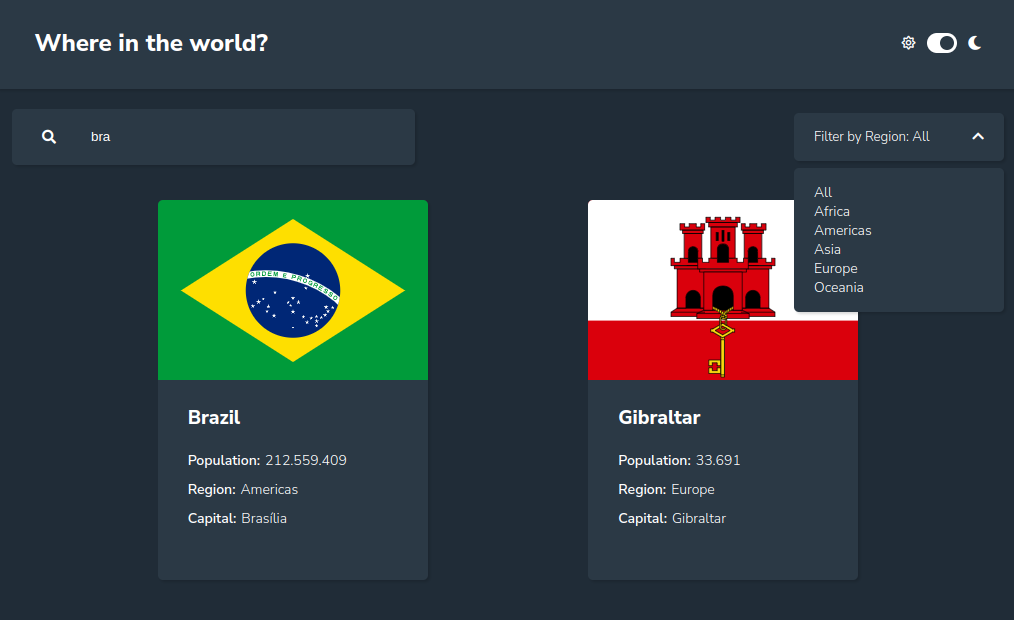 Where in the world?
bra
Filter by Region: All
All
Africa
Americas
Asia
Europe
Oceania
ORDEM E PROGRESSO
Brazil
Population: 212.559.409
Region: Americas
Capital: Brasília
Gibraltar
Population: 33.691
Region: Europe
Capital: Gibraltar